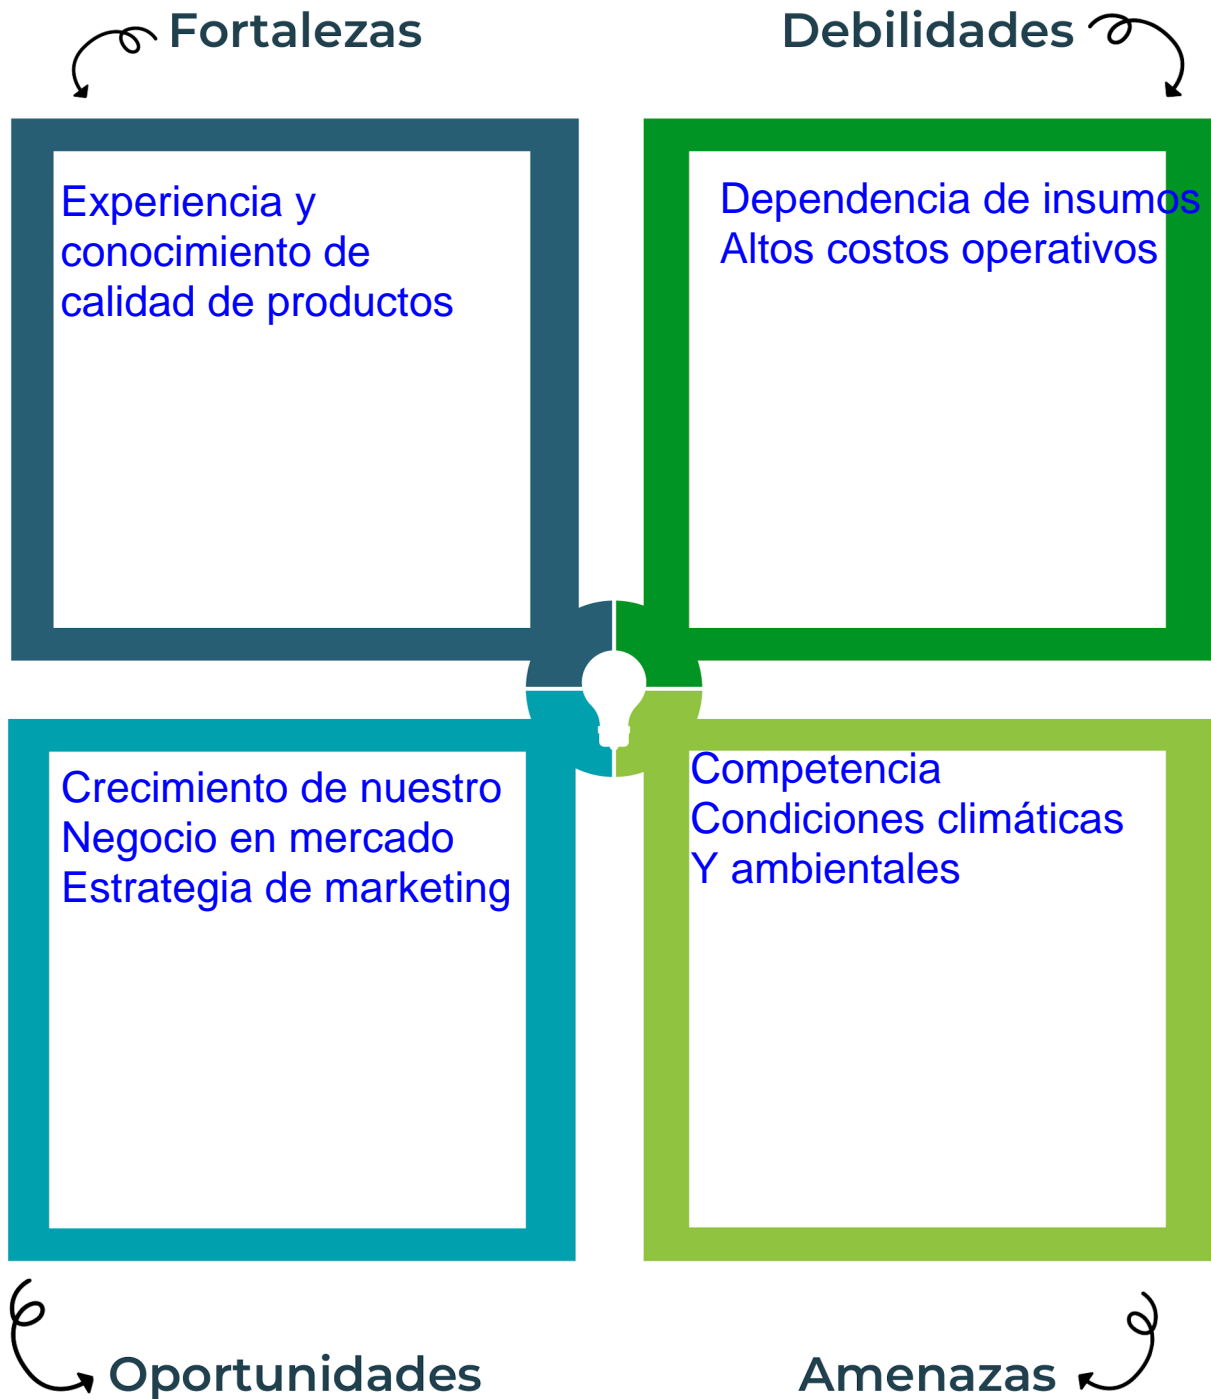 Fortalezas
Experiencia y
conocimiento de
calidad de productos
Debilidades
Dependencia de insumos
Altos costos operativos
Crecimiento de nuestro
Negocio en mercado
Estrategia de marketing
Oportunidades
Competencia
Condiciones climáticas
Y ambientales
Amenazas